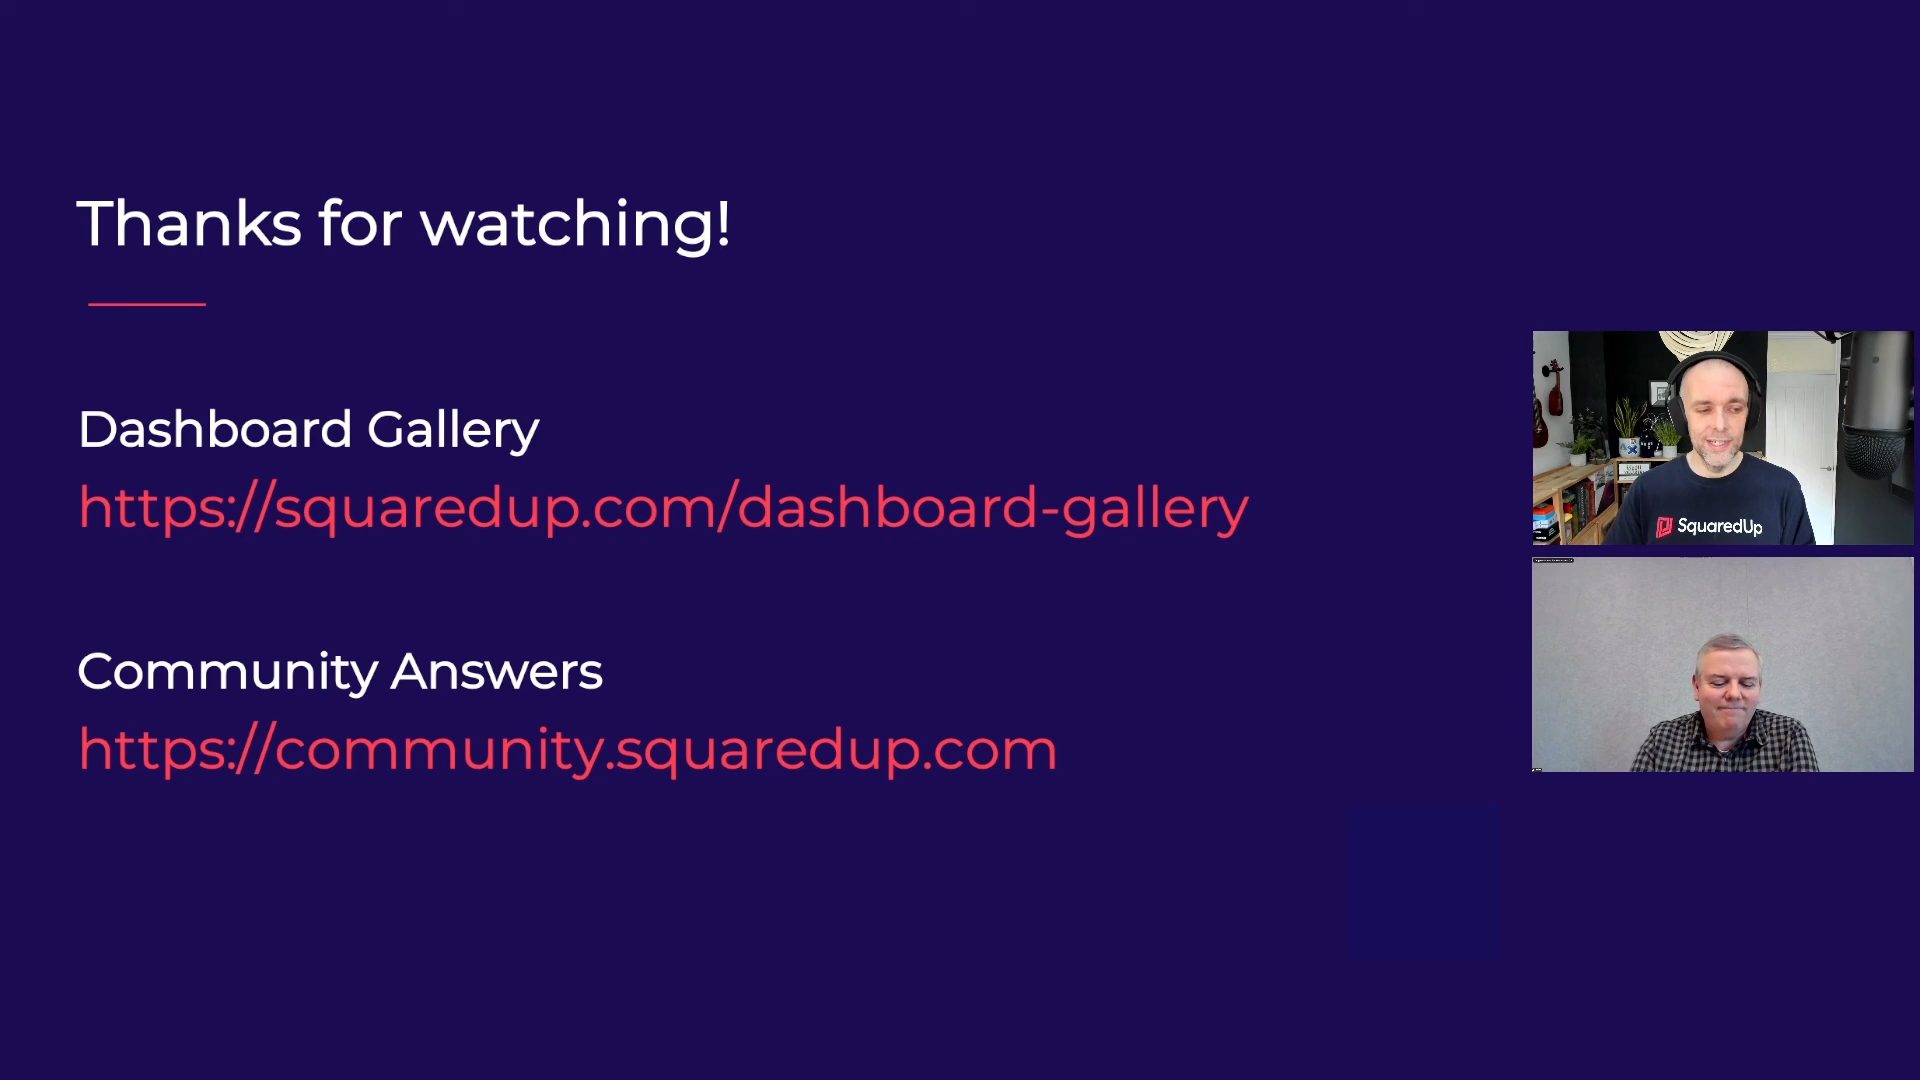 Thanks for watching!
Dashboard Gallery
https://squaredup.com/dashboard-gallery
Community Answers
https://community.squaredup.com
SquaredUp